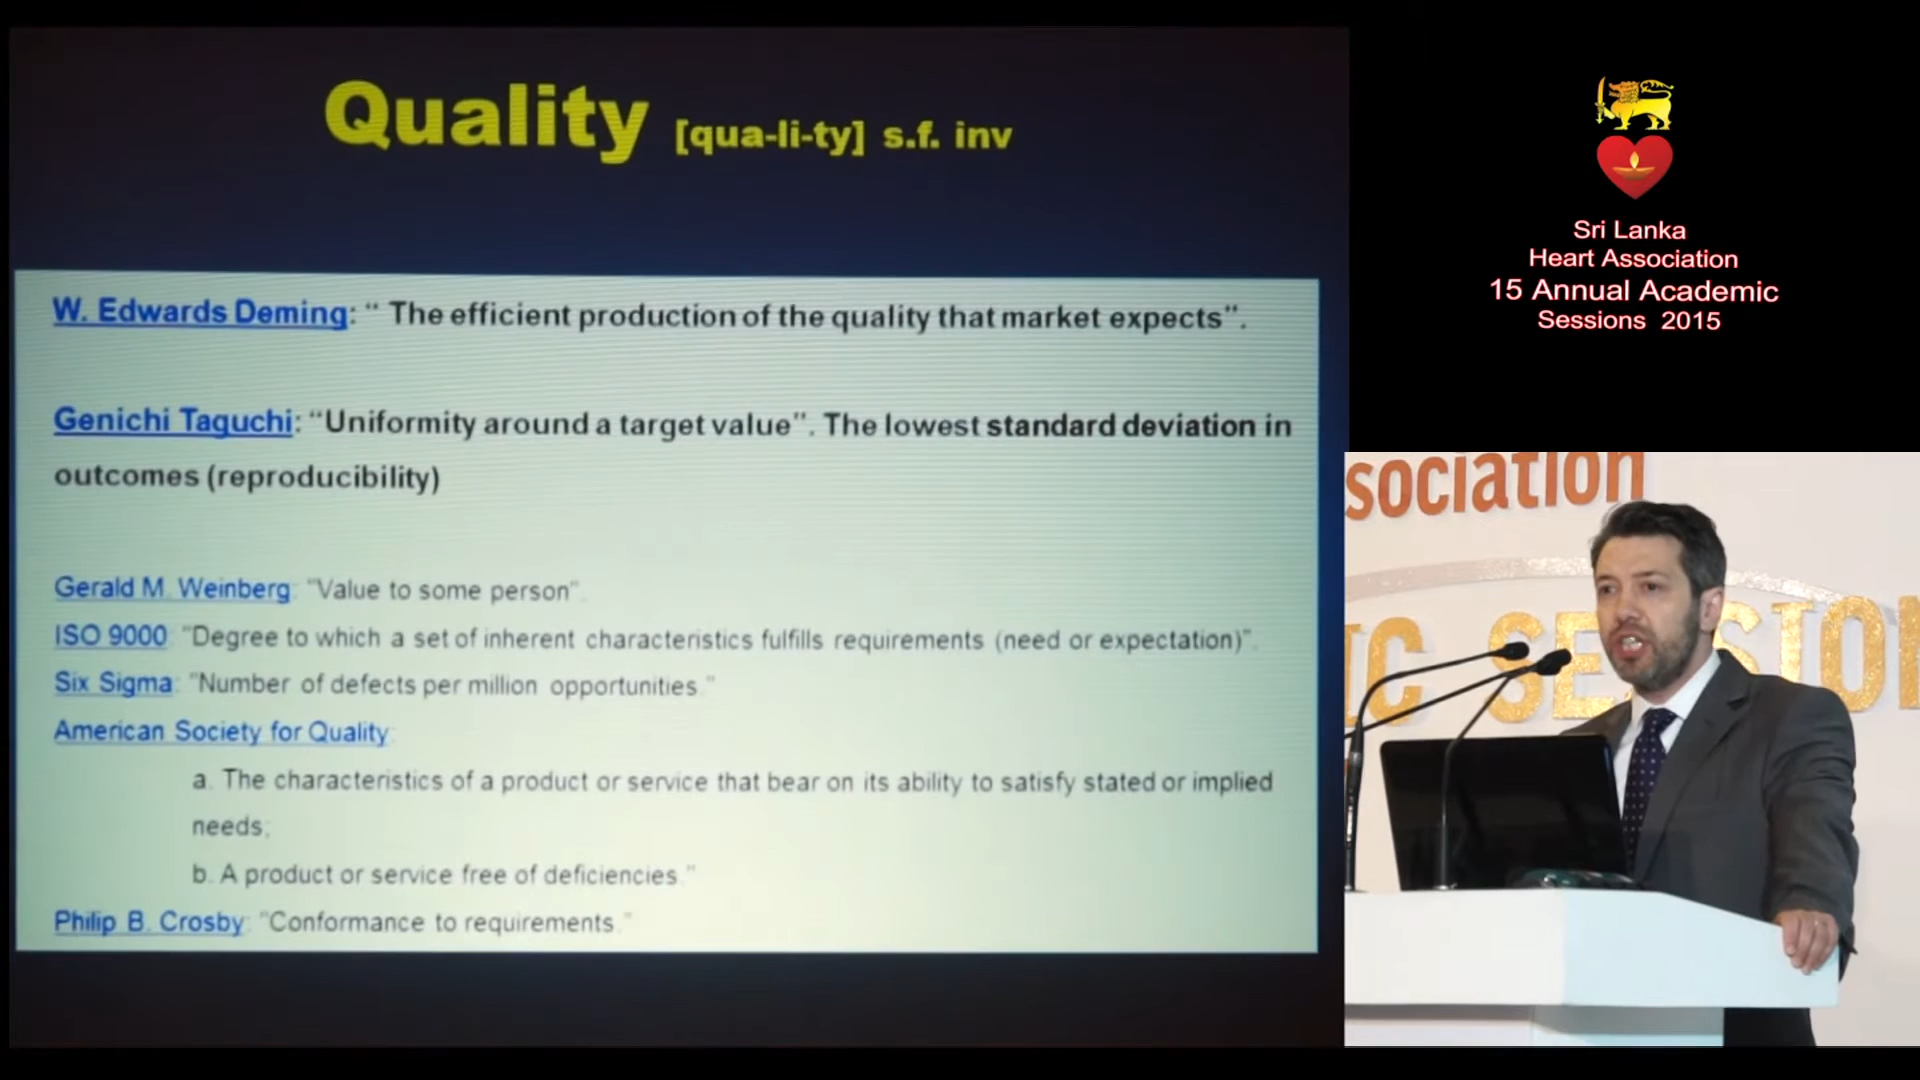 Quality [qua-li-ty] s.f. inv
W. Edwards Deming: “ The efficient production of the quality that market expects”.
Genichi Taguchi: “Uniformity around a target value”. The lowest standard deviation in
outcomes (reproducibility)
Gerald M. Weinberg: "Value to some person".
ISO 9000: "Degree to which a set of inherent characteristics fulfills requirements (need or expectation)".
Six Sigma: "Number of defects per million opportunities."
American Society for Quality:
a. The characteristics of a product or service that bear on its ability to satisfy stated or implied
needs;
b. A product or service free of deficiencies."
Philip B. Crosby: "Conformance to requirements."
Sri Lanka
Heart Association
15 Annual Academic
Sessions 2015
sociation
IC SESSION